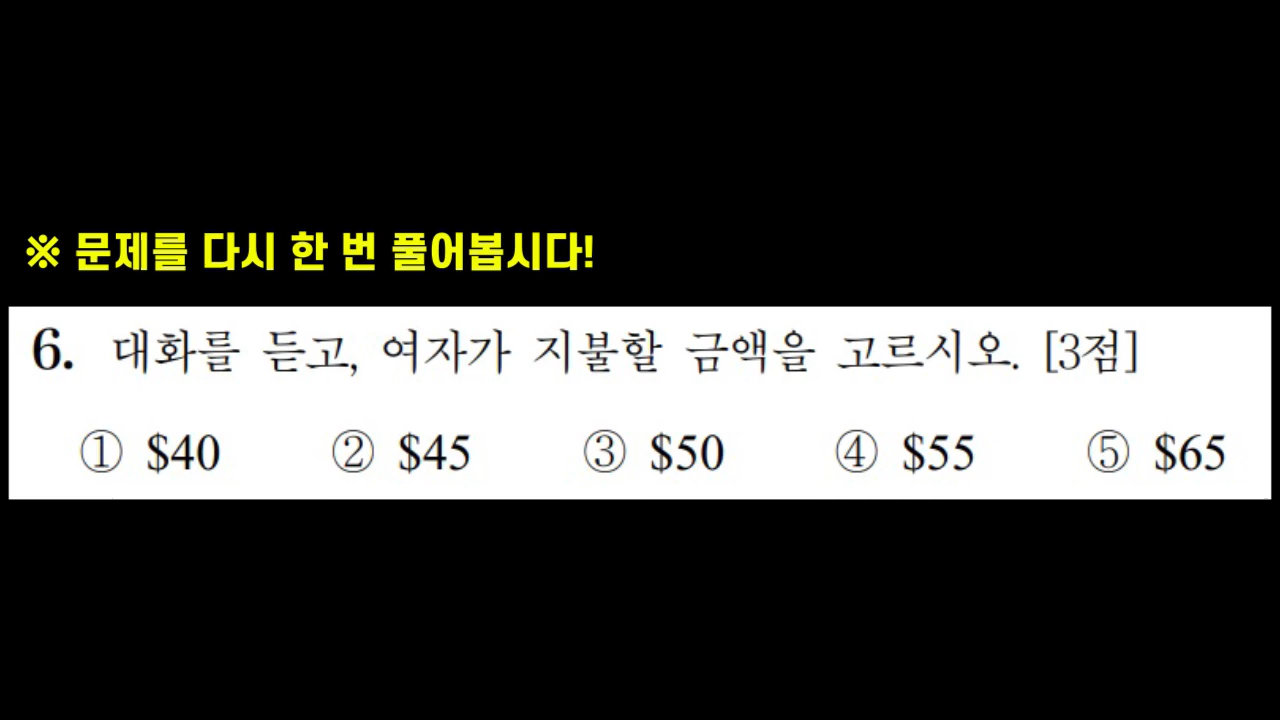 ※ 문제를 다시 한 번 풀어봅시다!
6. 대화를 듣고, 여자가 지불할 금액을 고르시오. [3점]
① $40 ② $45 ③ $50 ④ $55 ⑤ $65